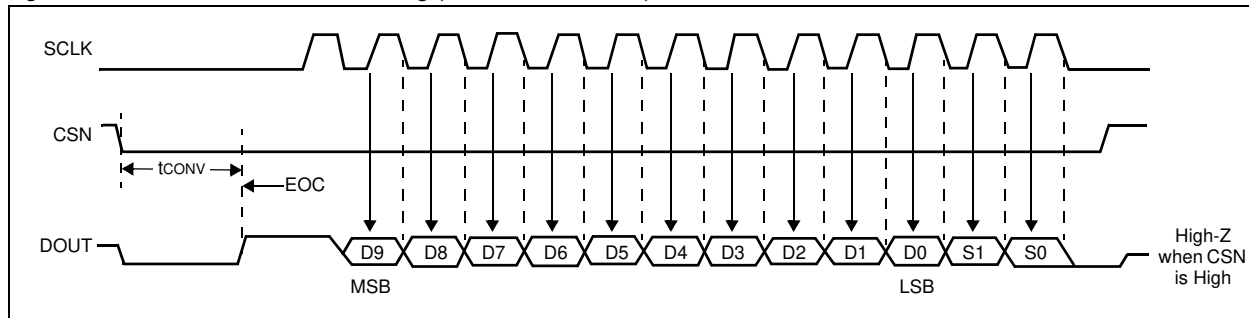 SCLK
CSN
tCONV
EOC
DOUT
D9 D8 D7 D6 D5 D4 D3 D2 D1 D0 S1 S0
MSB LSB
High-Z
when CSN
is High